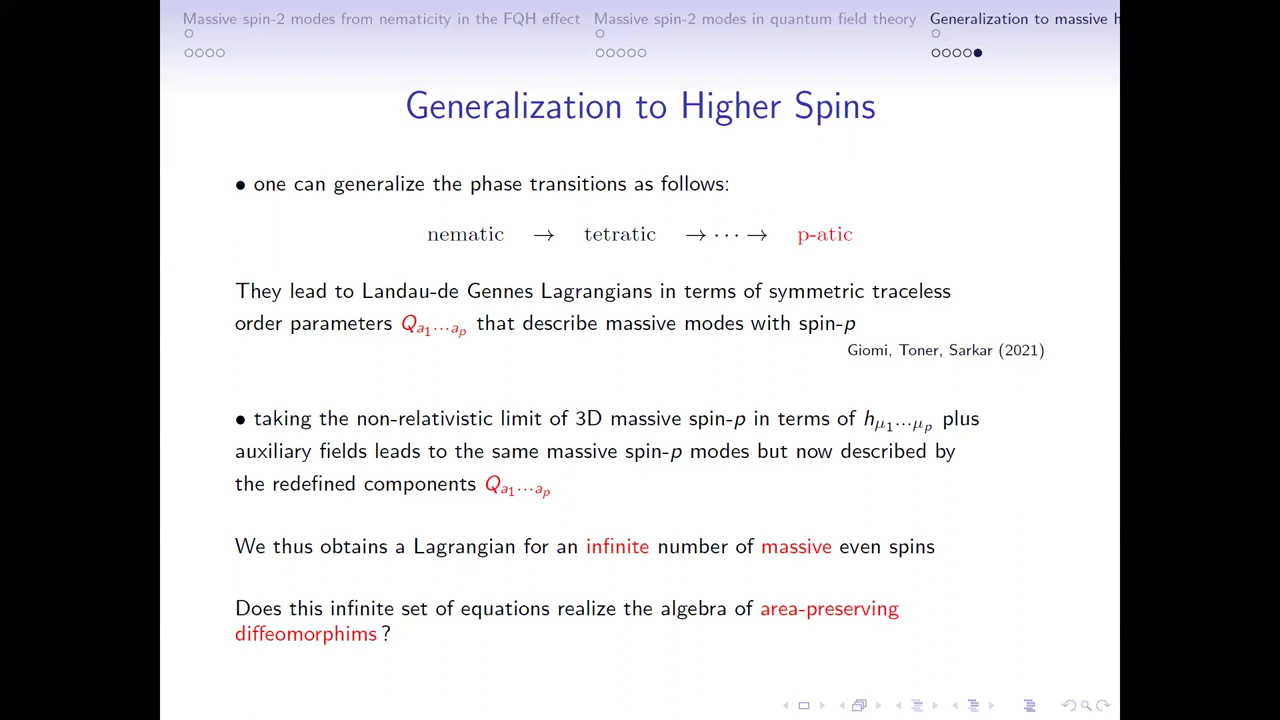 Massive spin-2 modes from nematicity in the FQH effect Massive spin-2 modes in quantum field theory Generalization to massive h
Generalization to Higher Spins
• one can generalize the phase transitions as follows:
nematic → tetratic → ··· → p-atic
They lead to Landau-de Gennes Lagrangians in terms of symmetric traceless
order parameters Q_{a_1···a_p} that describe massive modes with spin-p
Giomi, Toner, Sarkar (2021)
• taking the non-relativistic limit of 3D massive spin-p in terms of h_{μ_1···μ_p} plus
auxiliary fields leads to the same massive spin-p modes but now described by
the redefined components Q_{a_1···a_p}
We thus obtains a Lagrangian for an infinite number of massive even spins
Does this infinite set of equations realize the algebra of area-preserving
diffeomorphims ?